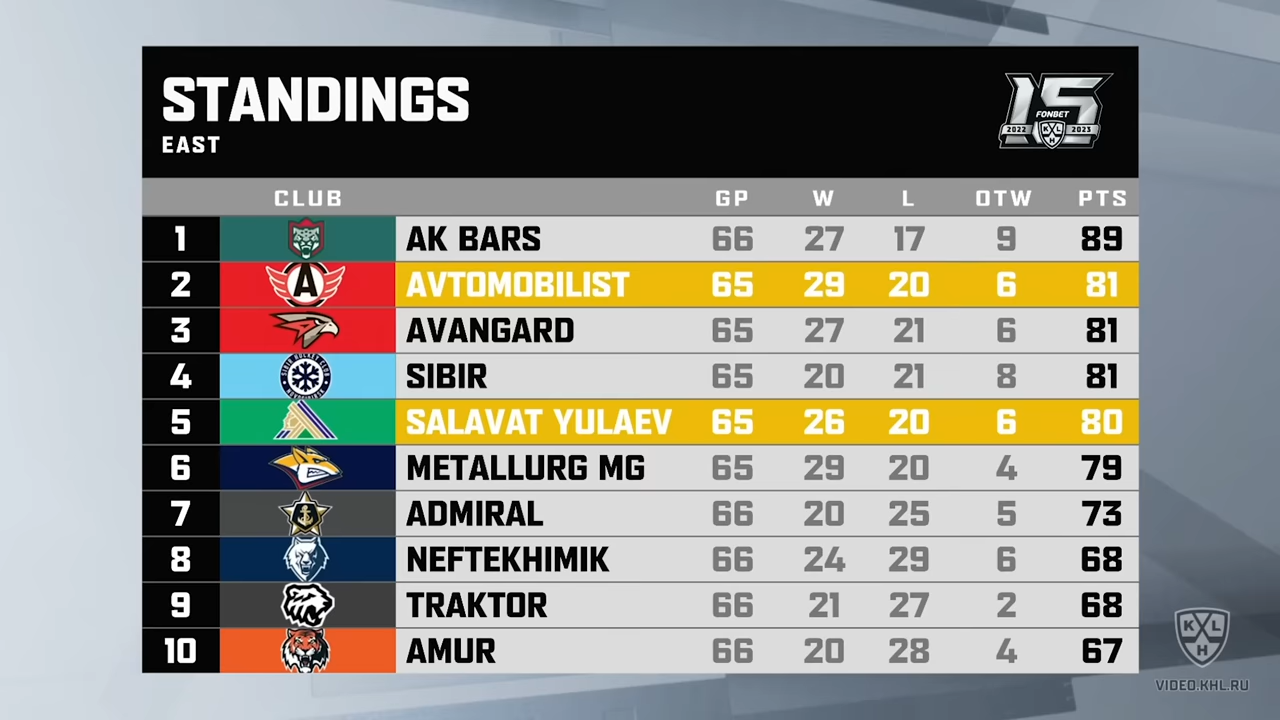 STANDINGS
EAST
15
FONBET
2022 KHL 2023
CLUB GP W L OTW PTS
1 AK BARS 66 27 17 9 89
2 A AVTOMOBILIST 65 29 20 6 81
3 AVANGARD 65 27 21 6 81
4 SIBIR HOCKEY CLUB SIBIR 65 20 21 8 81
5 SALAVAT YULAEV 65 26 20 6 80
6 METALLURG MG 65 29 20 4 79
7 ADMIRAL 66 20 25 5 73
8 NEFTEKHIMIK 66 24 29 6 68
9 TRAKTOR 66 21 27 2 68
10 AMUR 66 20 28 4 67
KHL
VIDEO.KHL.RU